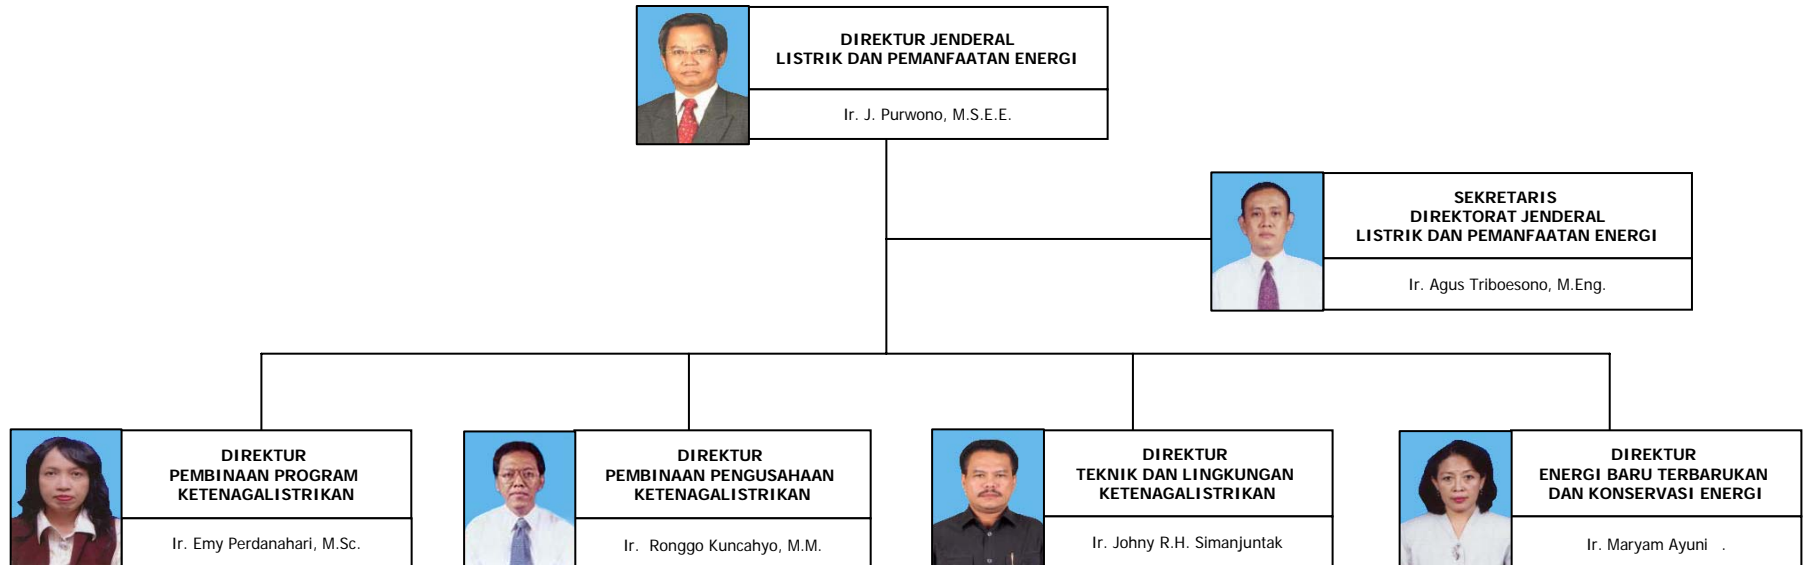 DIREKTUR JENDERAL
LISTRIK DAN PEMANFAATAN ENERGI
Ir. J. Purwono, M.S.E.E.
SEKRETARIS
DIREKTORAT JENDERAL
LISTRIK DAN PEMANFAATAN ENERGI
Ir. Agus Triboesono, M.Eng.
DIREKTUR
PEMBINAAN PROGRAM
KETENAGALISTRIKAN
Ir. Emy Perdanahari, M.Sc.
DIREKTUR
PEMBINAAN PENGUSAHAAN
KETENAGALISTRIKAN
Ir. Ronggo Kuncahyo, M.M.
DIREKTUR
TEKNIK DAN LINGKUNGAN
KETENAGALISTRIKAN
Ir. Johny R.H. Simanjuntak
DIREKTUR
ENERGI BARU TERBARUKAN
DAN KONSERVASI ENERGI
Ir. Maryam Ayuni .